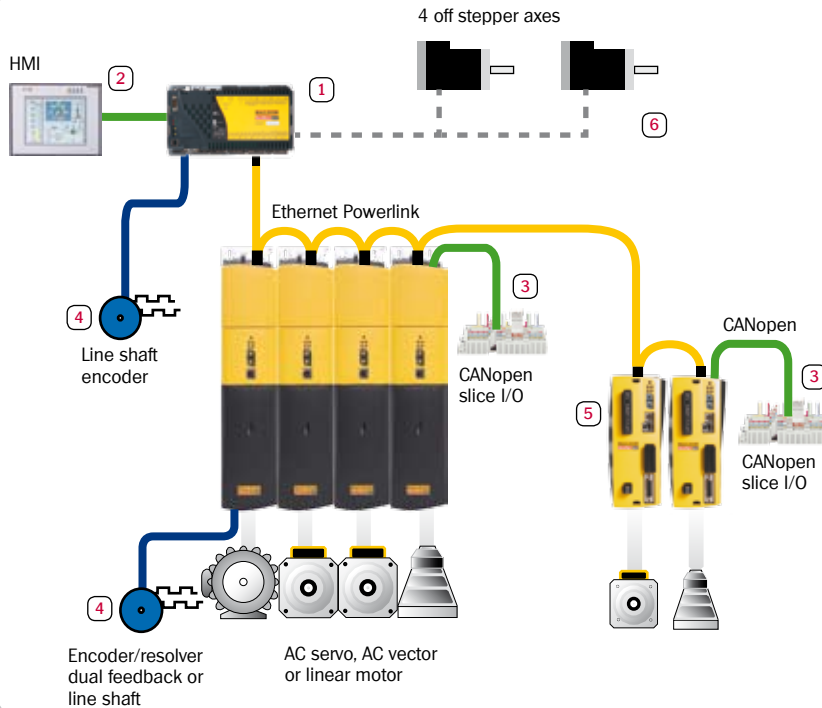 4 off stepper axes
HMI
2
1
6
Ethernet Powerlink
4
3
Line shaft
encoder
CANopen
slice I/O
CANopen
3
5
CANopen
slice I/O
4
Encoder/resolver
dual feedback or
line shaft
AC servo, AC vector
or linear motor